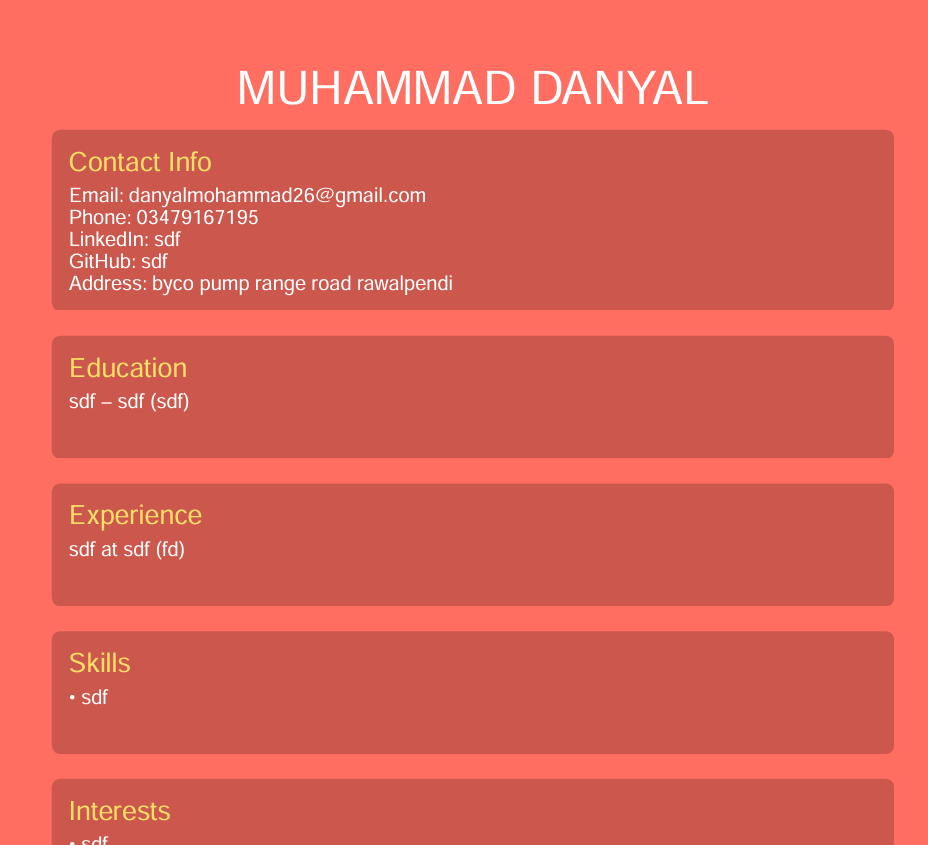 MUHAMMAD DANYAL
Contact Info
Email: danyalmohammad26@gmail.com
Phone: 03479167195
LinkedIn: sdf
GitHub: sdf
Address: byco pump range road rawalpendi
Education
sdf – sdf (sdf)
Experience
sdf at sdf (fd)
Skills
• sdf
Interests
• sdf